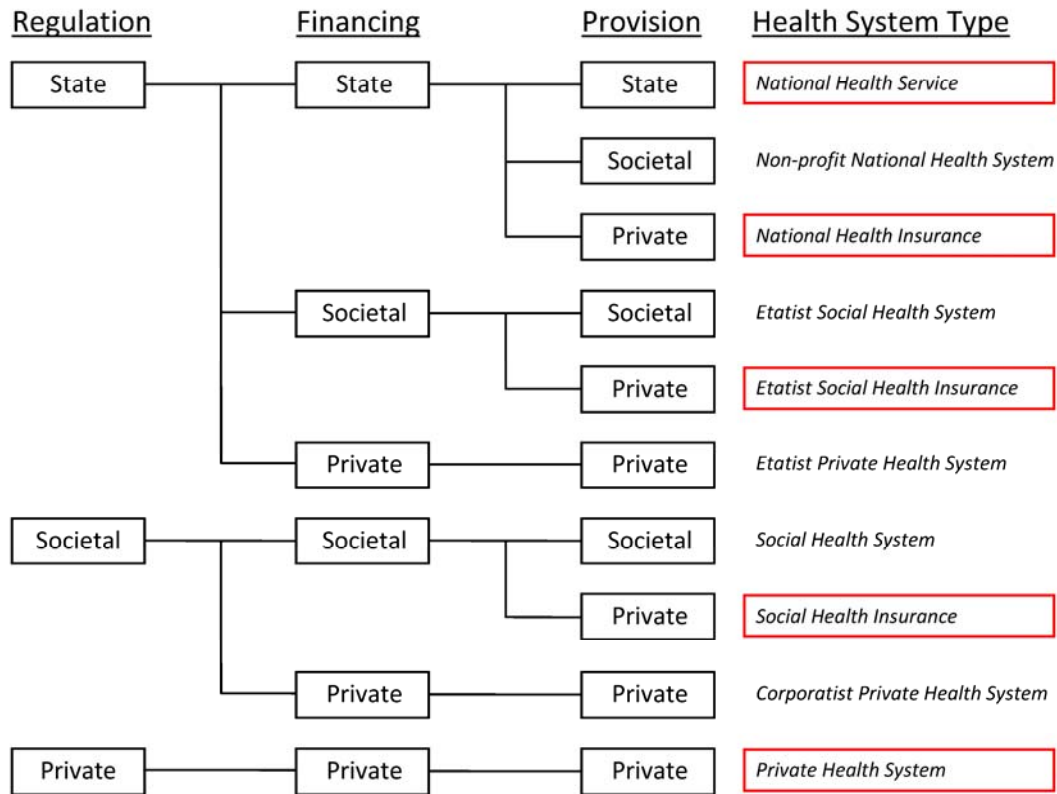 Regulation Financing Provision Health System Type
State State State National Health Service
Societal Non-profit National Health System
Private National Health Insurance
Societal Societal Etatist Social Health System
Private Etatist Social Health Insurance
Private Private Etatist Private Health System
Societal Societal Societal Social Health System
Private Social Health Insurance
Private Private Corporatist Private Health System
Private Private Private Private Health System